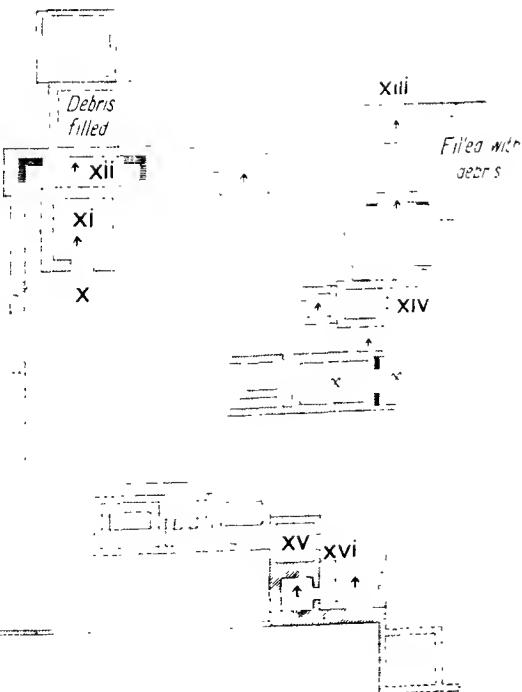 Debris
filled
xiii
Filled with
debris
xii
xi
x
xiv
x
x
xv
xvi